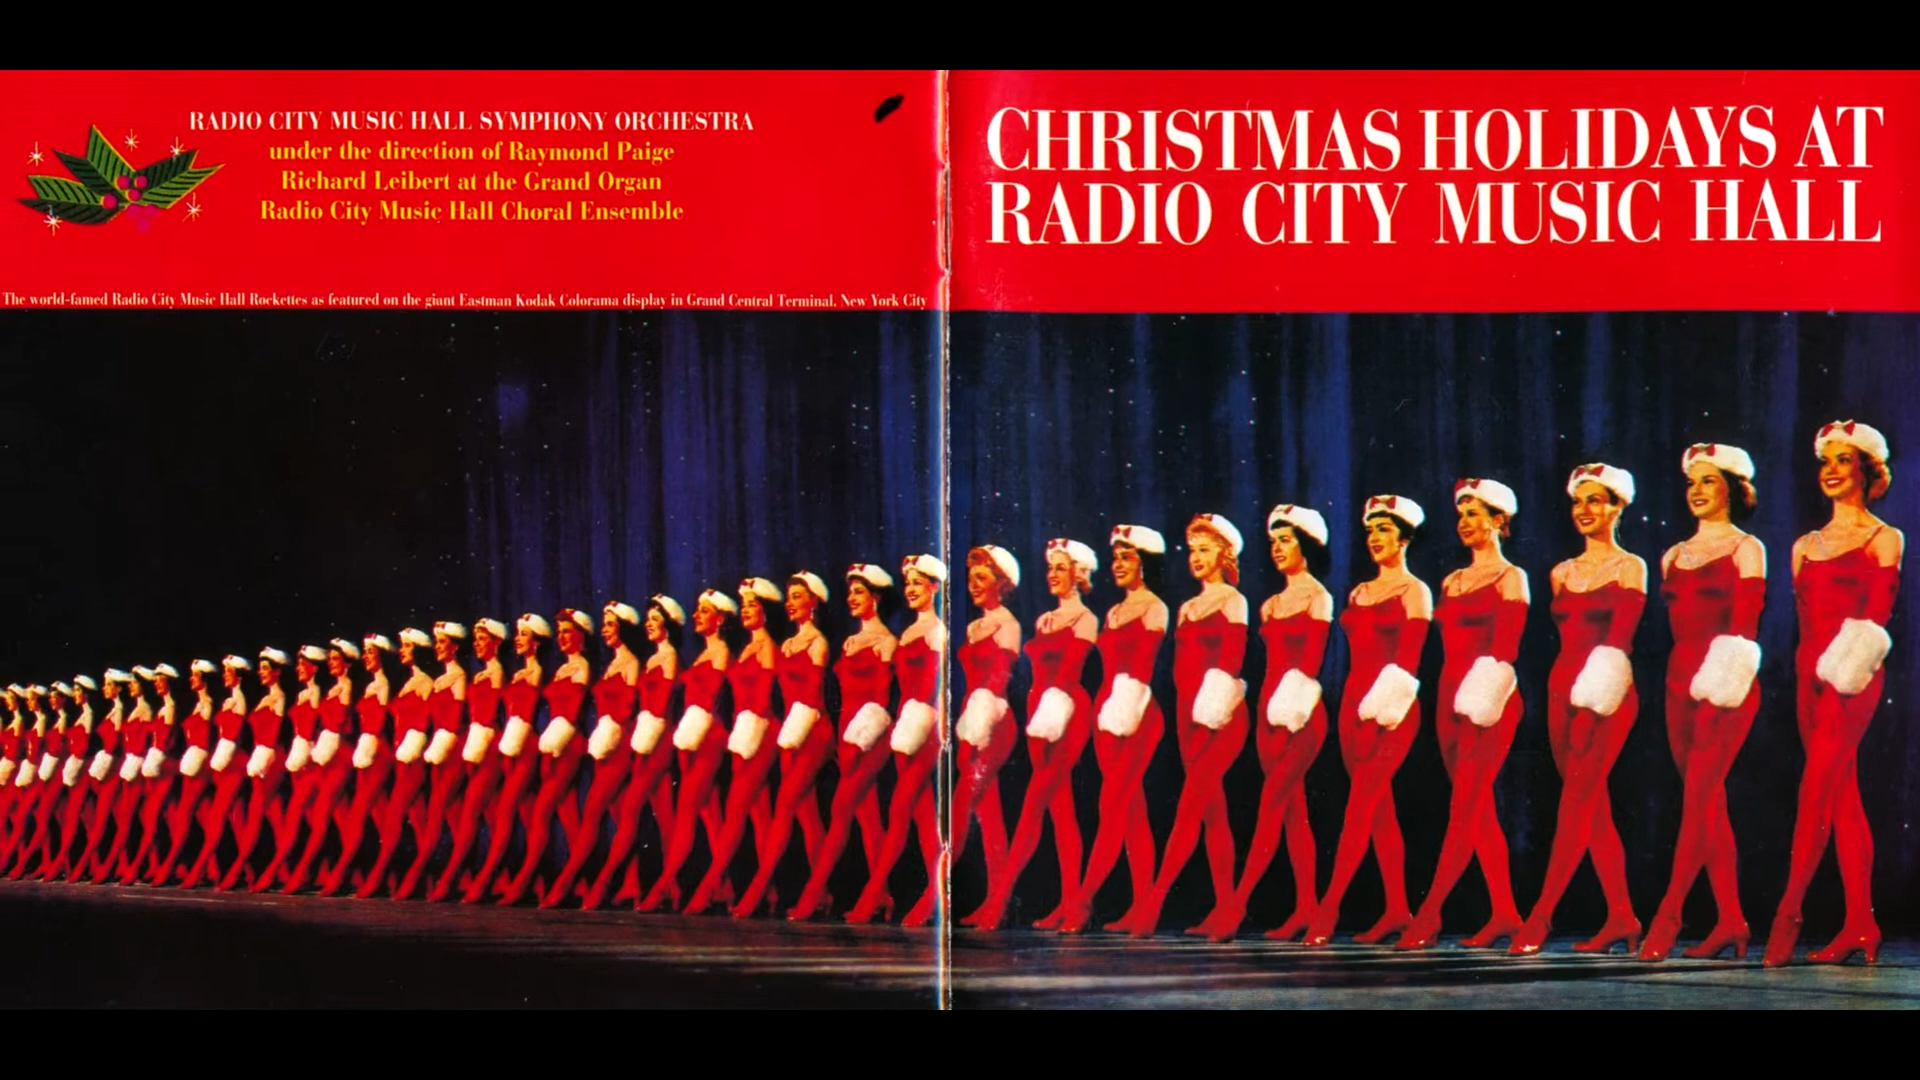 RADIO CITY MUSIC HALL SYMPHONY ORCHESTRA
under the direction of Raymond Paige
Richard Leibert at the Grand Organ
Radio City Music Hall Choral Ensemble
The world-famed Radio City Music Hall Rockettes as featured on the giant Eastman Kodak Colorama display in Grand Central Terminal, New York City
CHRISTMAS HOLIDAYS AT
RADIO CITY MUSIC HALL